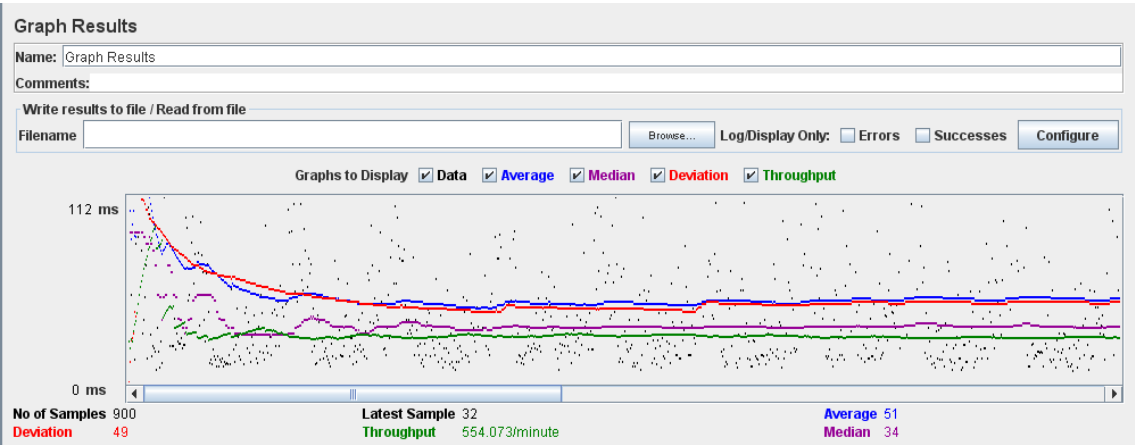 Graph Results
Name: Graph Results
Comments:
Write results to file / Read from file
Filename Browse... Log/Display Only: Errors Successes Configure
Graphs to Display Data Average Median Deviation Throughput
112 ms
0 ms
No of Samples 900 Latest Sample 32 Average 51
Deviation 49 Throughput 554.073/minute Median 34